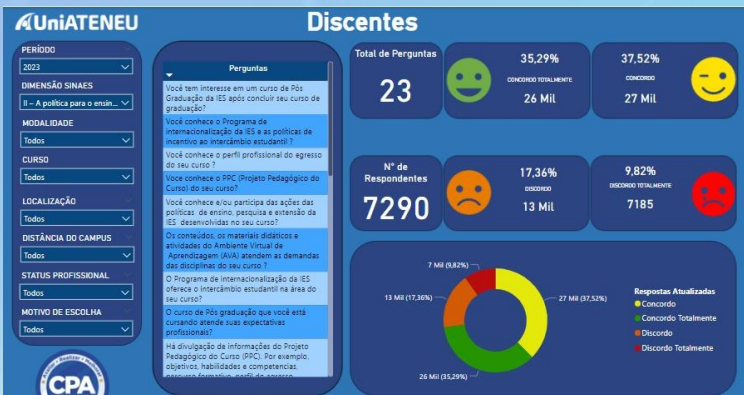 UniATENEU
Discentes
PERÍODO
2023
DIMENSÃO SINAES
II – A política para o ensin...
MODALIDADE
Todos
CURSO
Todos
LOCALIZAÇÃO
Todos
DISTÂNCIA DO CAMPUS
Todos
STATUS PROFISSIONAL
Todos
MOTIVO DE ESCOLHA
Todos
CPA
Perguntas
Você tem interesse em um curso de Pós
Graduação da IES após concluir seu curso de
graduação?
Você conhece o Programa de
internacionalização da IES e as políticas de
incentivo ao intercâmbio estudantil ?
Você conhece o perfil profissional do egresso
do seu curso ?
Voce conhece o PPC (Projeto Pedagógico do
Curso) do seu curso?
Você conhece e/ou participa das ações das
políticas de ensino, pesquisa e extensão da
IES desenvolvidas no seu curso?
Os conteúdos, os materiais didáticos e
atividades do Ambiente Virtual de
Aprendizagem (AVA) atendem as demandas
das disciplinas do seu curso ?
O Programa de internacionalização da IES
oferece o intercâmbio estudantil na área do
seu curso?
O curso de Pós graduação que você está
cursando atende suas expectativas
profissionais?
Há divulgação de informações do Projeto
Pedagógico do Curso (PPC). Por exemplo,
objetivos, habilidades e competencias,
Total de Perguntas
23
35,29%
CONCORDO TOTALMENTE
26 Mil
37,52%
CONCORDO
27 Mil
N° de
Respondentes
7290
17,36%
DISCORDO
13 Mil
9,82%
DISCORDO TOTALMENTE
7185
7 Mil (9,82%)
13 Mil (17,36%)
27 Mil (37,52%)
26 Mil (35,29%)
Respostas Atualizadas
Concordo
Concordo Totalmente
Discordo
Discordo Totalmente